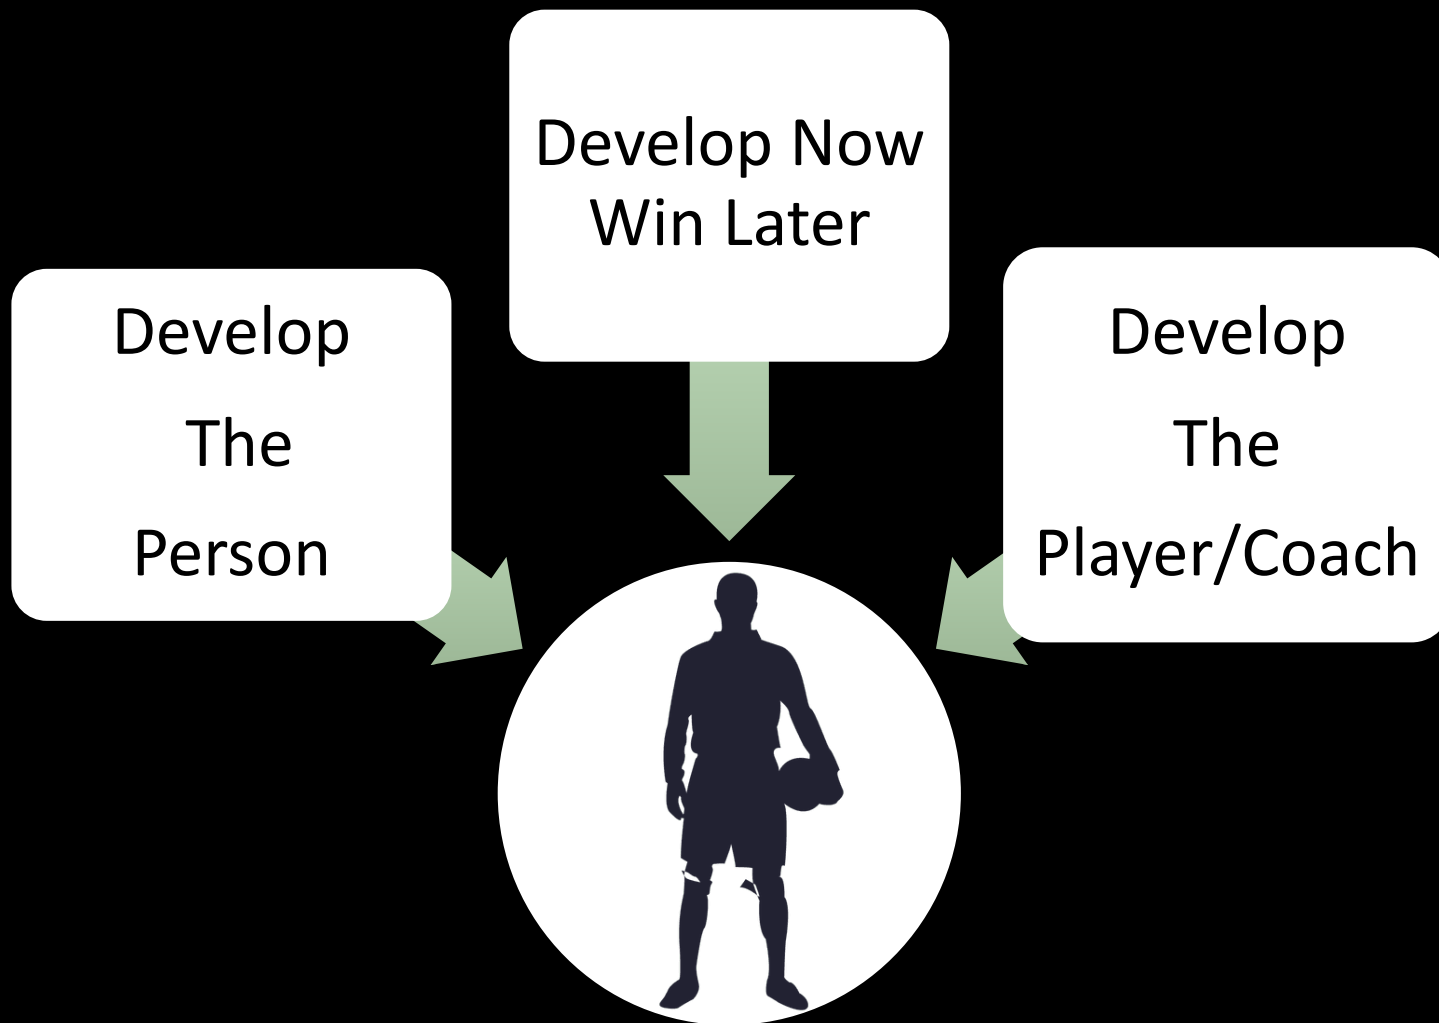 Develop Now
Win Later
Develop
The
Person
Develop
The
Player/Coach